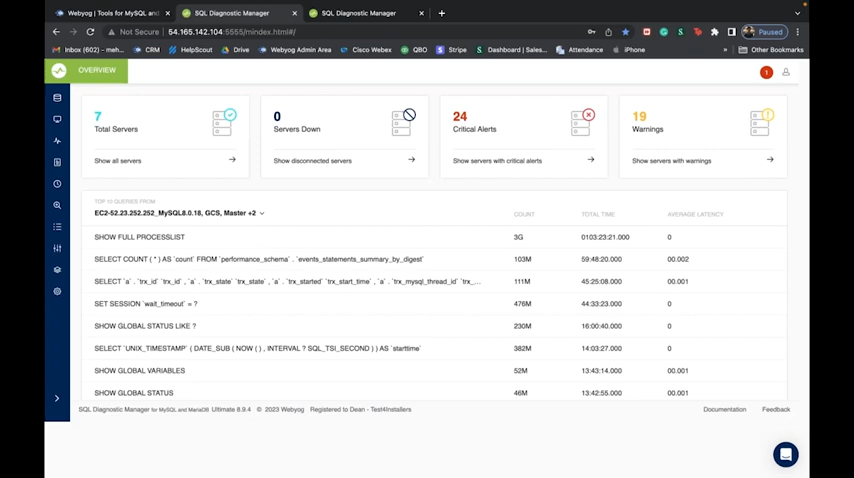 Webyog | Tools for MySQL and
SQL Diagnostic Manager
SQL Diagnostic Manager
Not Secure
54.165.142.104:5555/mindex.html#/
Paused
Inbox (602) – meh...
CRM
HelpScout
Drive
Webyog Admin Area
Cisco Webex
QBO
Stripe
Dashboard | Sales...
Attendance
iPhone
»
Other Bookmarks
OVERVIEW
1
7
Total Servers
Show all servers
0
Servers Down
Show disconnected servers
24
Critical Alerts
Show servers with critical alerts
19
Warnings
Show servers with warnings
TOP 10 QUERIES FROM
EC2-52.23.252.252_MySQL8.0.18, GCS, Master +2
COUNT TOTAL TIME AVERAGE LATENCY
SHOW FULL PROCESSLIST 3G 0103:23:21.000 0
SELECT COUNT ( * ) AS `count` FROM `performance_schema` . `events_statements_summary_by_digest` 103M 59:48:20.000 00.002
SELECT `a` . `trx_id` `trx_id` , `a` . `trx_state` `trx_state` , `a` . `trx_started` `trx_start_time` , `a` . `trx_mysql_thread_id` `trx_... 111M 45:25:08.000 00.001
SET SESSION `wait_timeout` = ? 476M 44:33:23.000 0
SHOW GLOBAL STATUS LIKE ? 230M 16:00:40.000 0
SELECT `UNIX_TIMESTAMP` ( DATE_SUB ( NOW ( ) , INTERVAL ? SQL_TSI_SECOND ) ) AS `starttime` 382M 14:03:27.000 0
SHOW GLOBAL VARIABLES 52M 13:43:14.000 00.001
SHOW GLOBAL STATUS 46M 13:42:55.000 00.001
SQL Diagnostic Manager for MySQL and MariaDB Ultimate 8.9.4 © 2023 Webyog Registered to Dean - Test4Installers
Documentation
Feedback